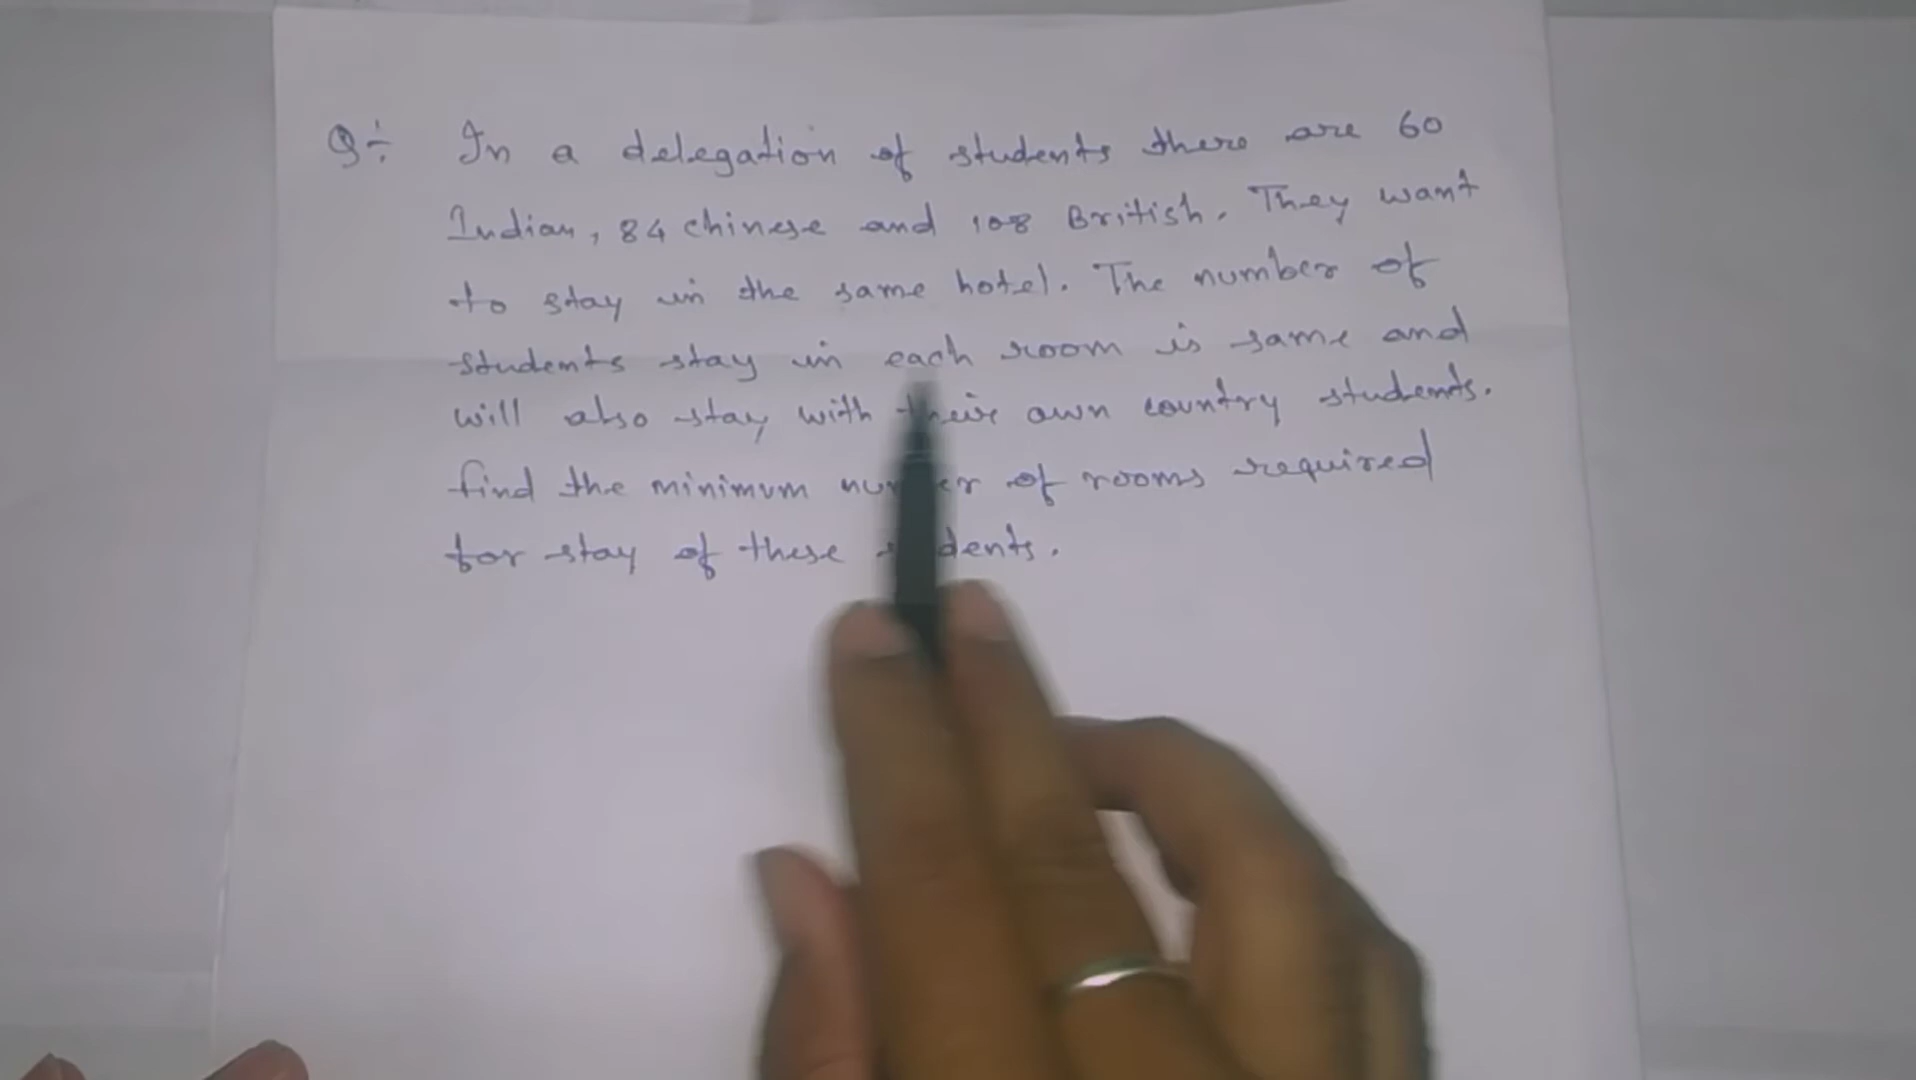 Q:- In a delegation of students there are 60
Indian, 84 chinese and 108 British. They want
to stay in the same hotel. The number of
students stay in each room is same and
will also stay with their own country students.
find the minimum of rooms required
for stay of these